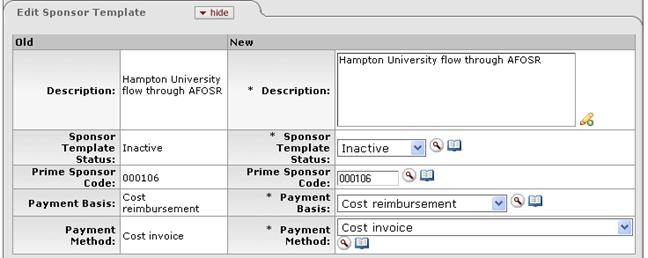 Edit Sponsor Template
hide
Old New
Description: Hampton University flow through AFOSR * Description: Hampton University flow through AFOSR
Sponsor Template Status: Inactive * Sponsor Template Status: Inactive
Prime Sponsor Code: 000106 Prime Sponsor Code: 000106
Payment Basis: Cost reimbursement * Payment Basis: Cost reimbursement
Payment Method: Cost invoice * Payment Method: Cost invoice